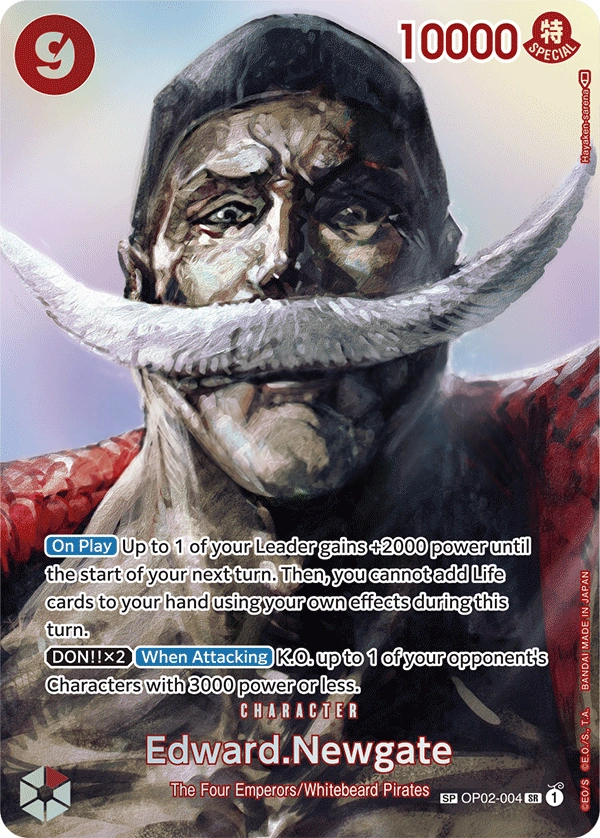 9
10000
特
SPECIAL
Hayaken-sarena
On Play Up to 1 of your Leader gains +2000 power until
the start of your next turn. Then, you cannot add Life
cards to your hand using your own effects during this
turn.
DON!!×2 When Attacking K.O. up to 1 of your opponent's
Characters with 3000 power or less.
CHARACTER
Edward.Newgate
The Four Emperors/Whitebeard Pirates
SP OP02-004 SR 1
©EO/S ©E.O./S., T.A. BANDAI MADE IN JAPAN